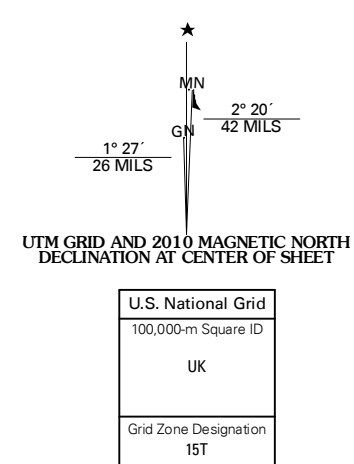 ★
MN
2° 20´
42 MILS
GN
1° 27´
26 MILS
UTM GRID AND 2010 MAGNETIC NORTH
DECLINATION AT CENTER OF SHEET
U.S. National Grid
100,000-m Square ID
UK
Grid Zone Designation
15T